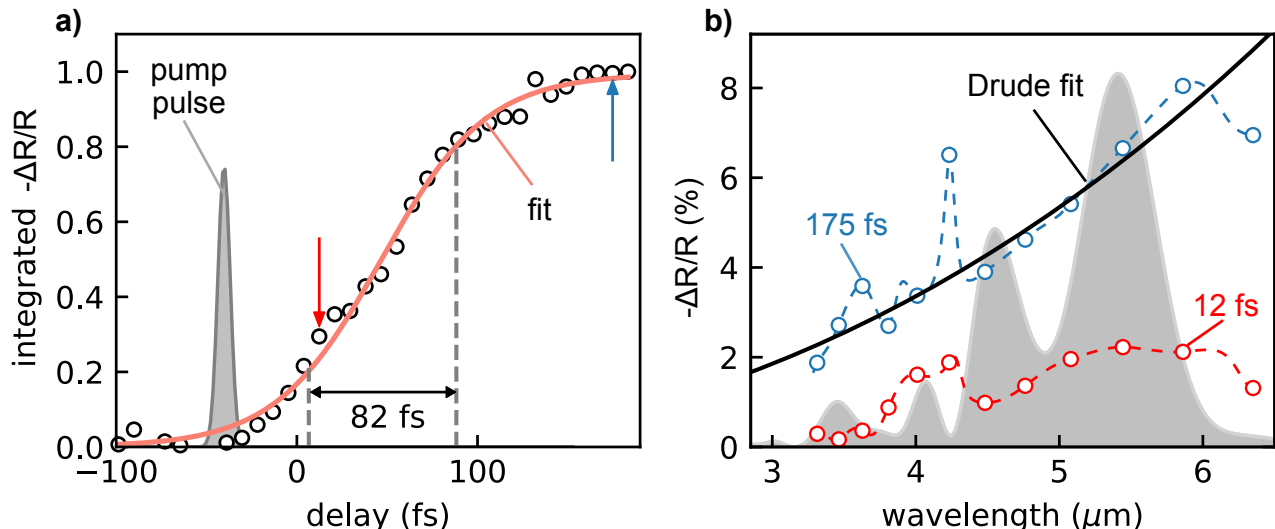 a)
pump
pulse
fit
82 fs
1.0
0.8
0.6
0.4
0.2
0.0
−100
0
100
integrated -ΔR/R
delay (fs)
b)
Drude fit
175 fs
12 fs
8
6
4
2
0
3
4
5
6
-ΔR/R (%)
wavelength (μm)